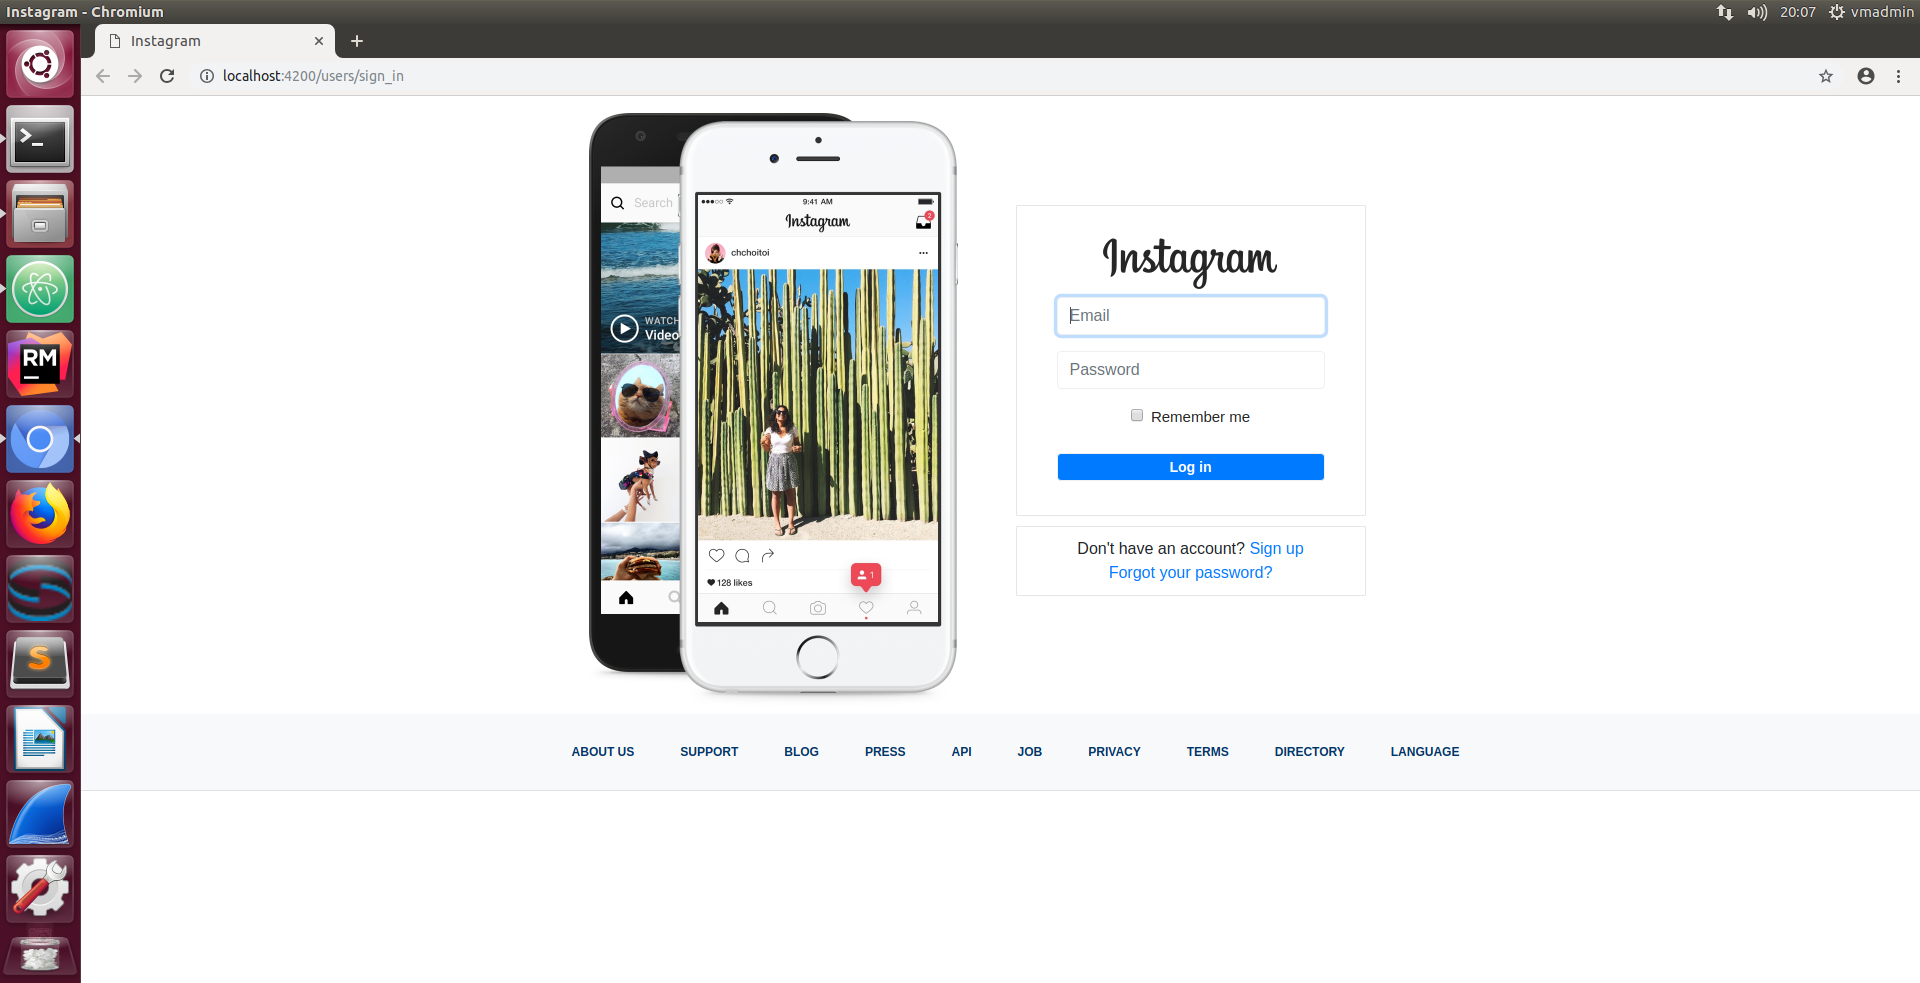 Instagram - Chromium
20:07
vmadmin
Instagram
localhost:4200/users/sign_in
Search
WATCH
Video
9:41 AM
Instagram
2
chchoitoi
1
128 likes
Instagram
Email
Password
Remember me
Log in
Don't have an account? Sign up
Forgot your password?
ABOUT US SUPPORT BLOG PRESS API JOB PRIVACY TERMS DIRECTORY LANGUAGE
RM
S